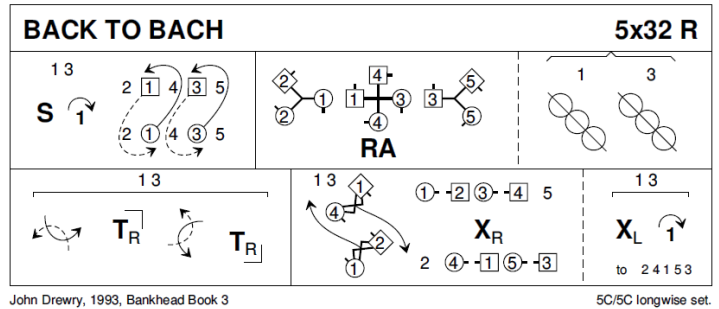 BACK TO BACH 5x32 R
1 3
S 1
2 1 4 3 5
2 1 4 3 5
2 1 2
4 1 3 4
5 3 5
RA
1 3
1 3
T R
T R
1 3
1 4 2 1
1 2 3 4 5
X R
2 4 1 5 3
1 3
X L 1
to 2 4 1 5 3
John Drewry, 1993, Bankhead Book 3 5C/5C longwise set.